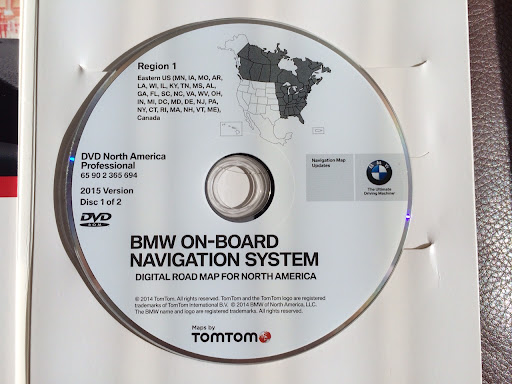 Region 1
Eastern US (MN, IA, MO, AR,
LA, WI, IL, KY, TN, MS, AL,
GA, FL, SC, NC, VA, WV, OH,
IN, MI, DC, MD, DE, NJ, PA,
NY, CT, RI, MA, NH, VT, ME),
Canada
DVD North America
Professional
65 90 2 365 694
2015 Version
Disc 1 of 2
DVD
ROM
Navigation Map
Updates
BMW
The Ultimate
Driving Machine®
BMW ON-BOARD
NAVIGATION SYSTEM
DIGITAL ROAD MAP FOR NORTH AMERICA
© 2014 TomTom. All rights reserved. TomTom and the TomTom logo are registered
trademarks of TomTom International B.V. © 2014 BMW of North America, LLC.
The BMW name and logo are registered trademarks. All rights reserved.
Maps by
TOMTOM